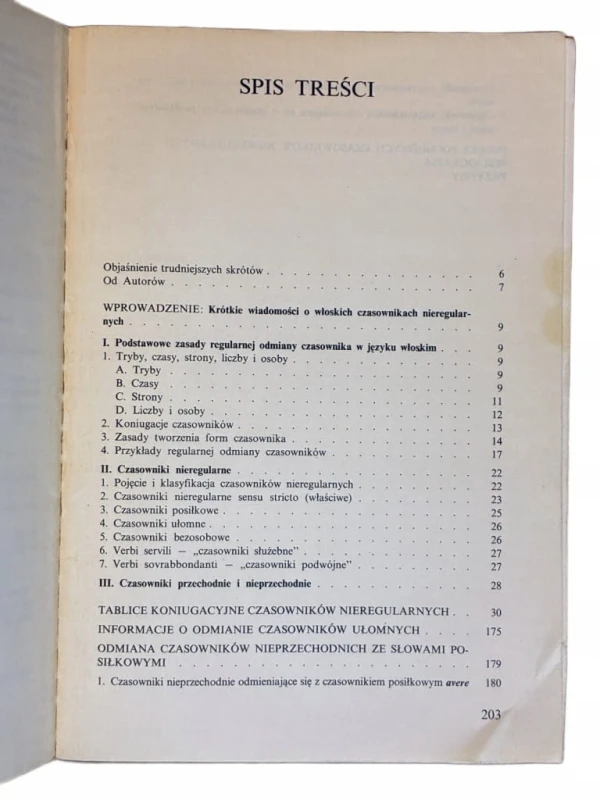 SPIS TREŚCI
Objaśnienie trudniejszych skrótów . . . . . . . . . . . . . . . 6
Od Autorów . . . . . . . . . . . . . . . . . . . . . 7
WPROWADZENIE: Krótkie wiadomości o włoskich czasownikach nieregular-
nych . . . . . . . . . . . . . . . . . . . . . . . . 9
I. Podstawowe zasady regularnej odmiany czasownika w języku włoskim . . . 9
1. Tryby, czasy, strony, liczby i osoby . . . . . . . . . . . . . 9
A. Tryby . . . . . . . . . . . . . . . . . . . . . 9
B. Czasy . . . . . . . . . . . . . . . . . . . . . 9
C. Strony . . . . . . . . . . . . . . . . . . . . . 11
D. Liczby i osoby . . . . . . . . . . . . . . . . . . 12
2. Koniugacje czasowników . . . . . . . . . . . . . . . . . 13
3. Zasady tworzenia form czasownika . . . . . . . . . . . . . 14
4. Przykłady regularnej odmiany czasowników . . . . . . . . . . 17
II. Czasowniki nieregularne . . . . . . . . . . . . . . . . . 22
1. Pojęcie i klasyfikacja czasowników nieregularnych . . . . . . . . 22
2. Czasowniki nieregularne sensu stricto (właściwe) . . . . . . . . 23
3. Czasowniki posiłkowe . . . . . . . . . . . . . . . . . . 25
4. Czasowniki ułomne . . . . . . . . . . . . . . . . . . . 26
5. Czasowniki bezosobowe . . . . . . . . . . . . . . . . . 26
6. Verbi servili — „czasowniki służebne” . . . . . . . . . . . . 27
7. Verbi sovrabbondanti — „czasowniki podwójne” . . . . . . . . . 27
III. Czasowniki przechodnie i nieprzechodnie . . . . . . . . . . . 28
TABLICE KONIUGACYJNE CZASOWNIKÓW NIEREGULARNYCH . . 30
INFORMACJE O ODMIANIE CZASOWNIKÓW UŁOMNYCH . . . . 175
ODMIANA CZASOWNIKÓW NIEPRZECHODNICH ZE SŁOWAMI PO-
SIŁKOWYMI . . . . . . . . . . . . . . . . . . . . 179
1. Czasowniki nieprzechodnie odmieniające się z czasownikiem posiłkowym avere 180
203